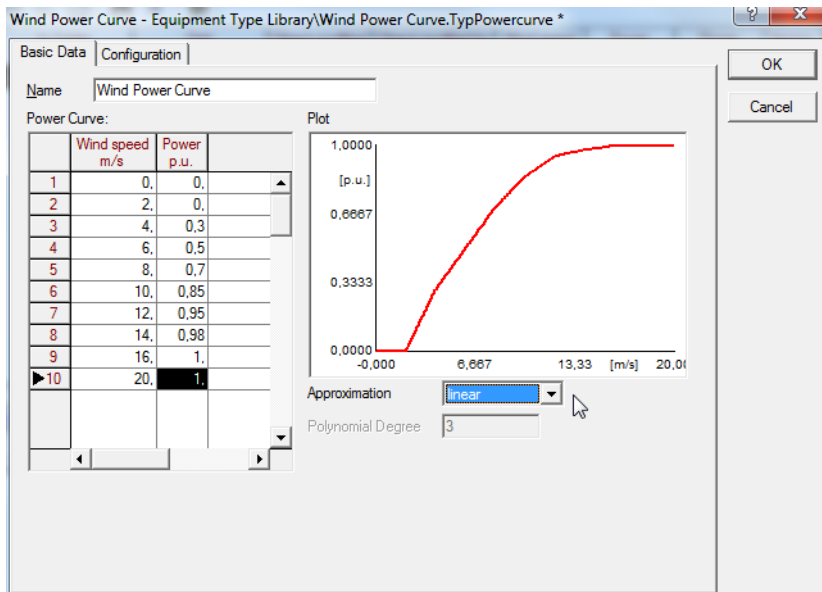 Wind Power Curve - Equipment Type Library\Wind Power Curve.TypPowercurve *
? X
Basic Data Configuration
OK
Name Wind Power Curve
Cancel
Power Curve:
Wind speed m/s Power p.u.
1 0, 0,
2 2, 0,
3 4, 0,3
4 6, 0,5
5 8, 0,7
6 10, 0,85
7 12, 0,95
8 14, 0,98
9 16, 1,
10 20, 1,
Plot
1,0000
[p.u.]
0,6667
0,3333
0,0000
-0,000 6,667 13,33 [m/s] 20,00
Approximation linear
Polynomial Degree 3